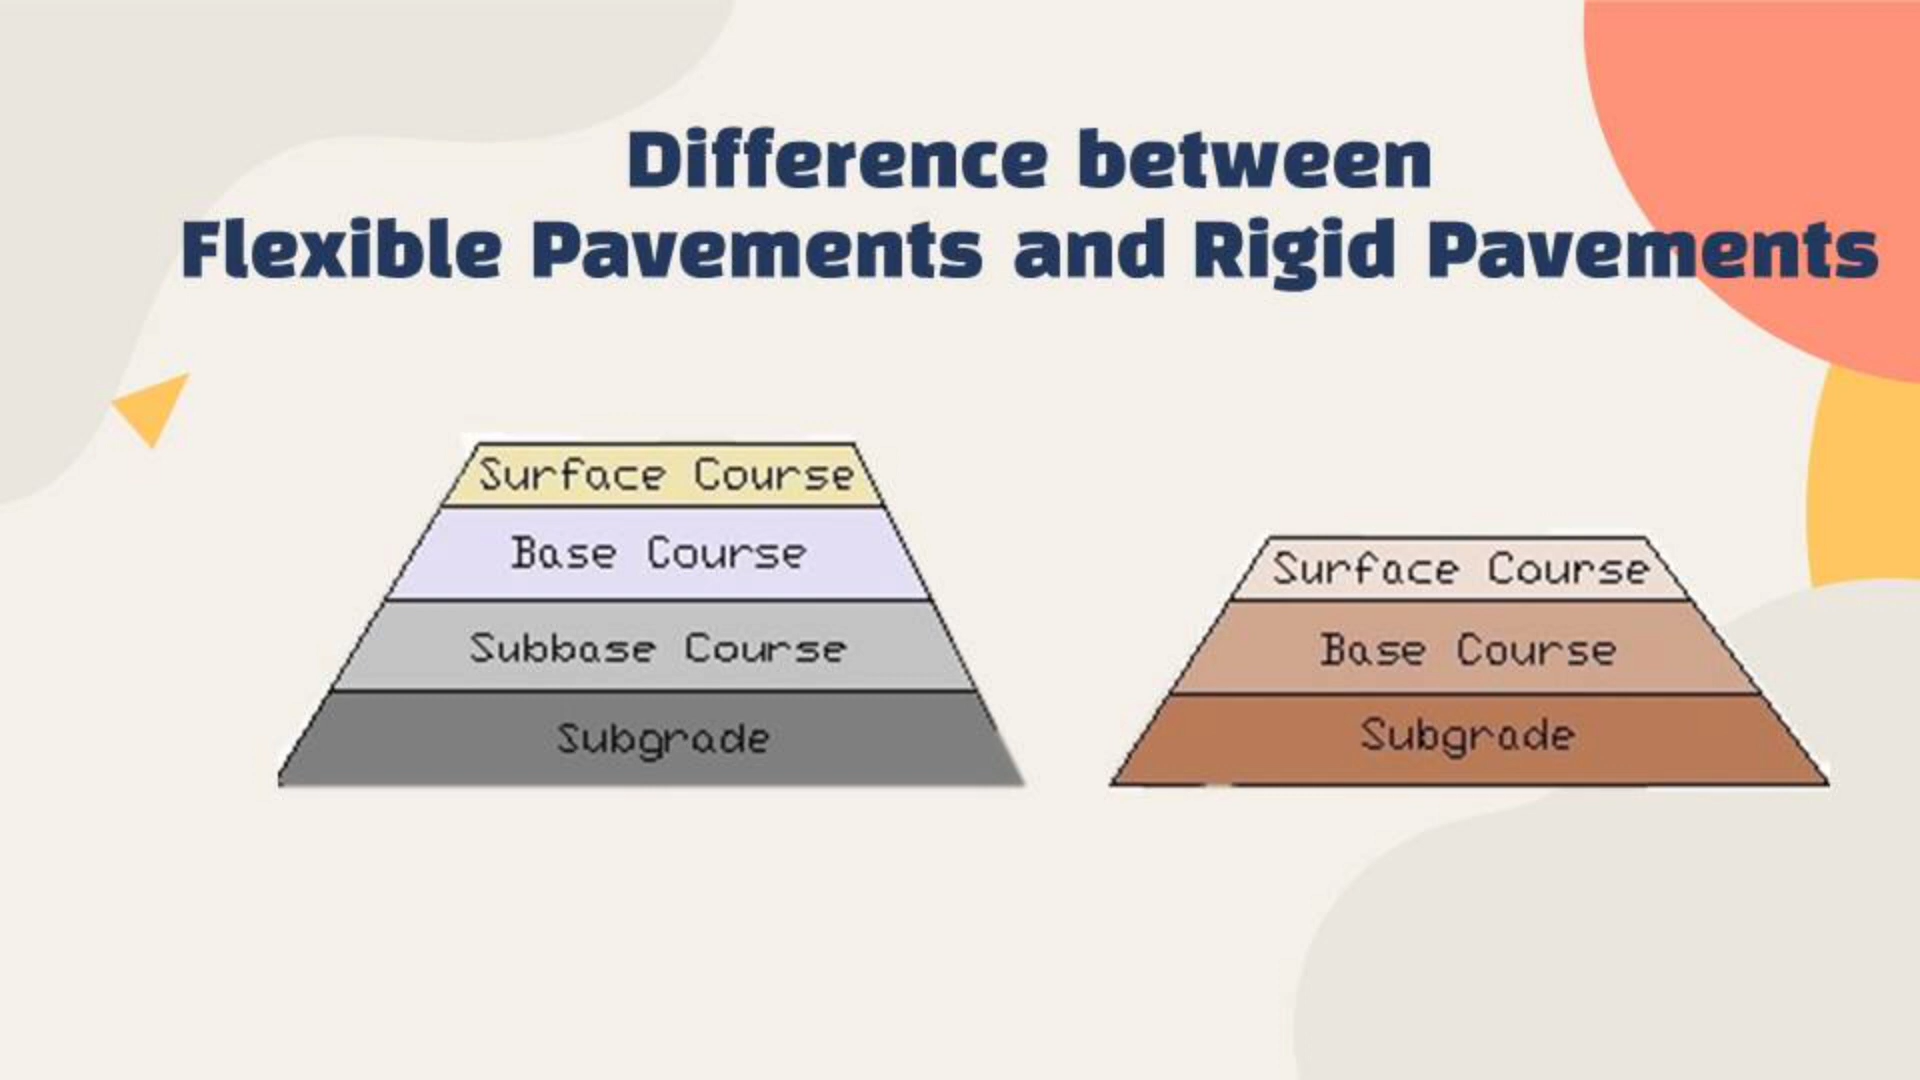 Difference between
Flexible Pavements and Rigid Pavements
Surface Course
Base Course
Subbase Course
Subgrade
Surface Course
Base Course
Subgrade